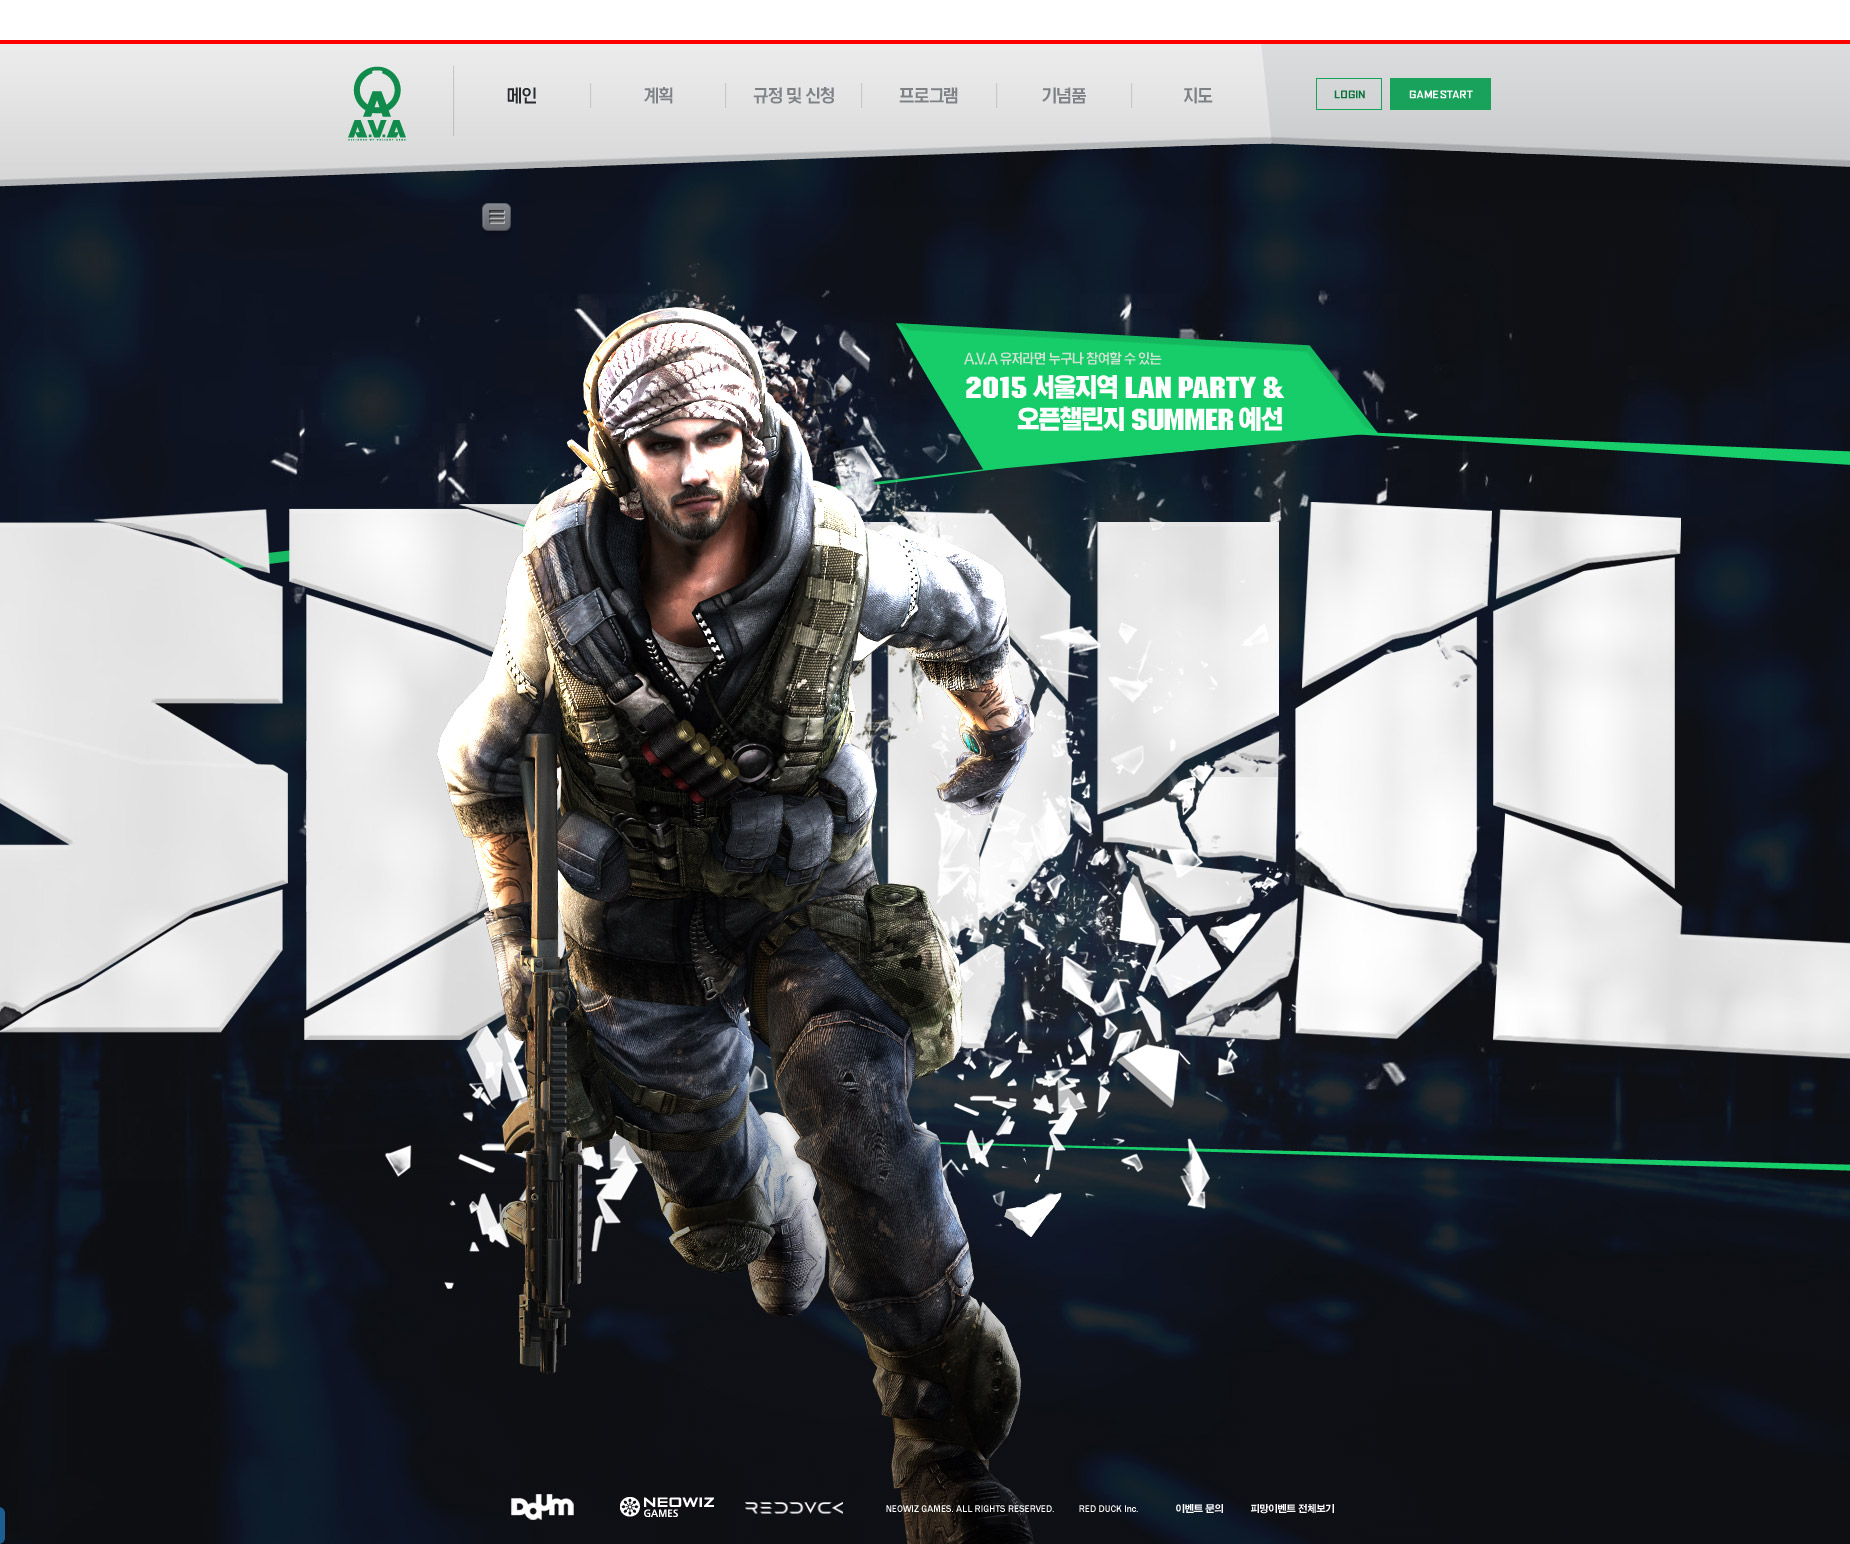 A.V.A
메인
계획
규정 및 신청
프로그램
기념품
지도
LOGIN
GAMESTART
A.V.A 유저라면 누구나 참여할 수 있는
2015 서울지역 LAN PARTY &
오픈챌린지 SUMMER 예선
NEOWIZ
GAMES
REDDUCK
NEOWIZ GAMES. ALL RIGHTS RESERVED.
RED DUCK Inc.
이벤트 문의
피망이벤트 전체보기